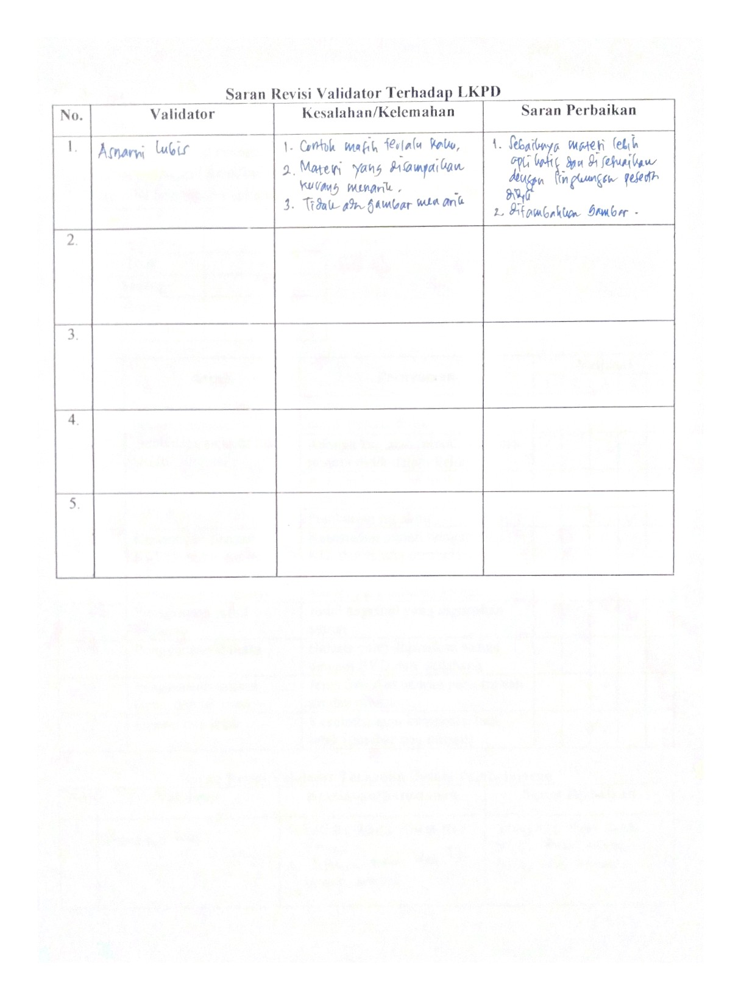 Saran Revisi Validator Terhadap LKPD
No. Validator Kesalahan/Kelemahan Saran Perbaikan
1. Asnarni Lubis
1. Contoh masih terlalu kaku,
2. Materi yang disampaikan
kurang menarik.
3. Tidak ada gambar menarik
1. Sebaiknya materi lebih
aplikatif dan disesuaikan
dengan lingkungan peserta
didik
2. ditambahkan gambar.
2.
3.
4.
5.